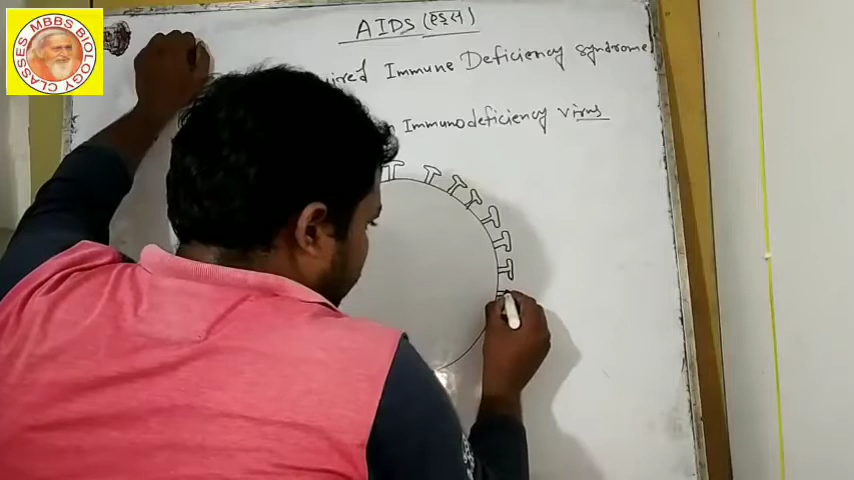 MBBS BIOLOGY CLASSES
AIDS (एड्स)
Immune Deficiency syndrome
Immunodeficiency virus